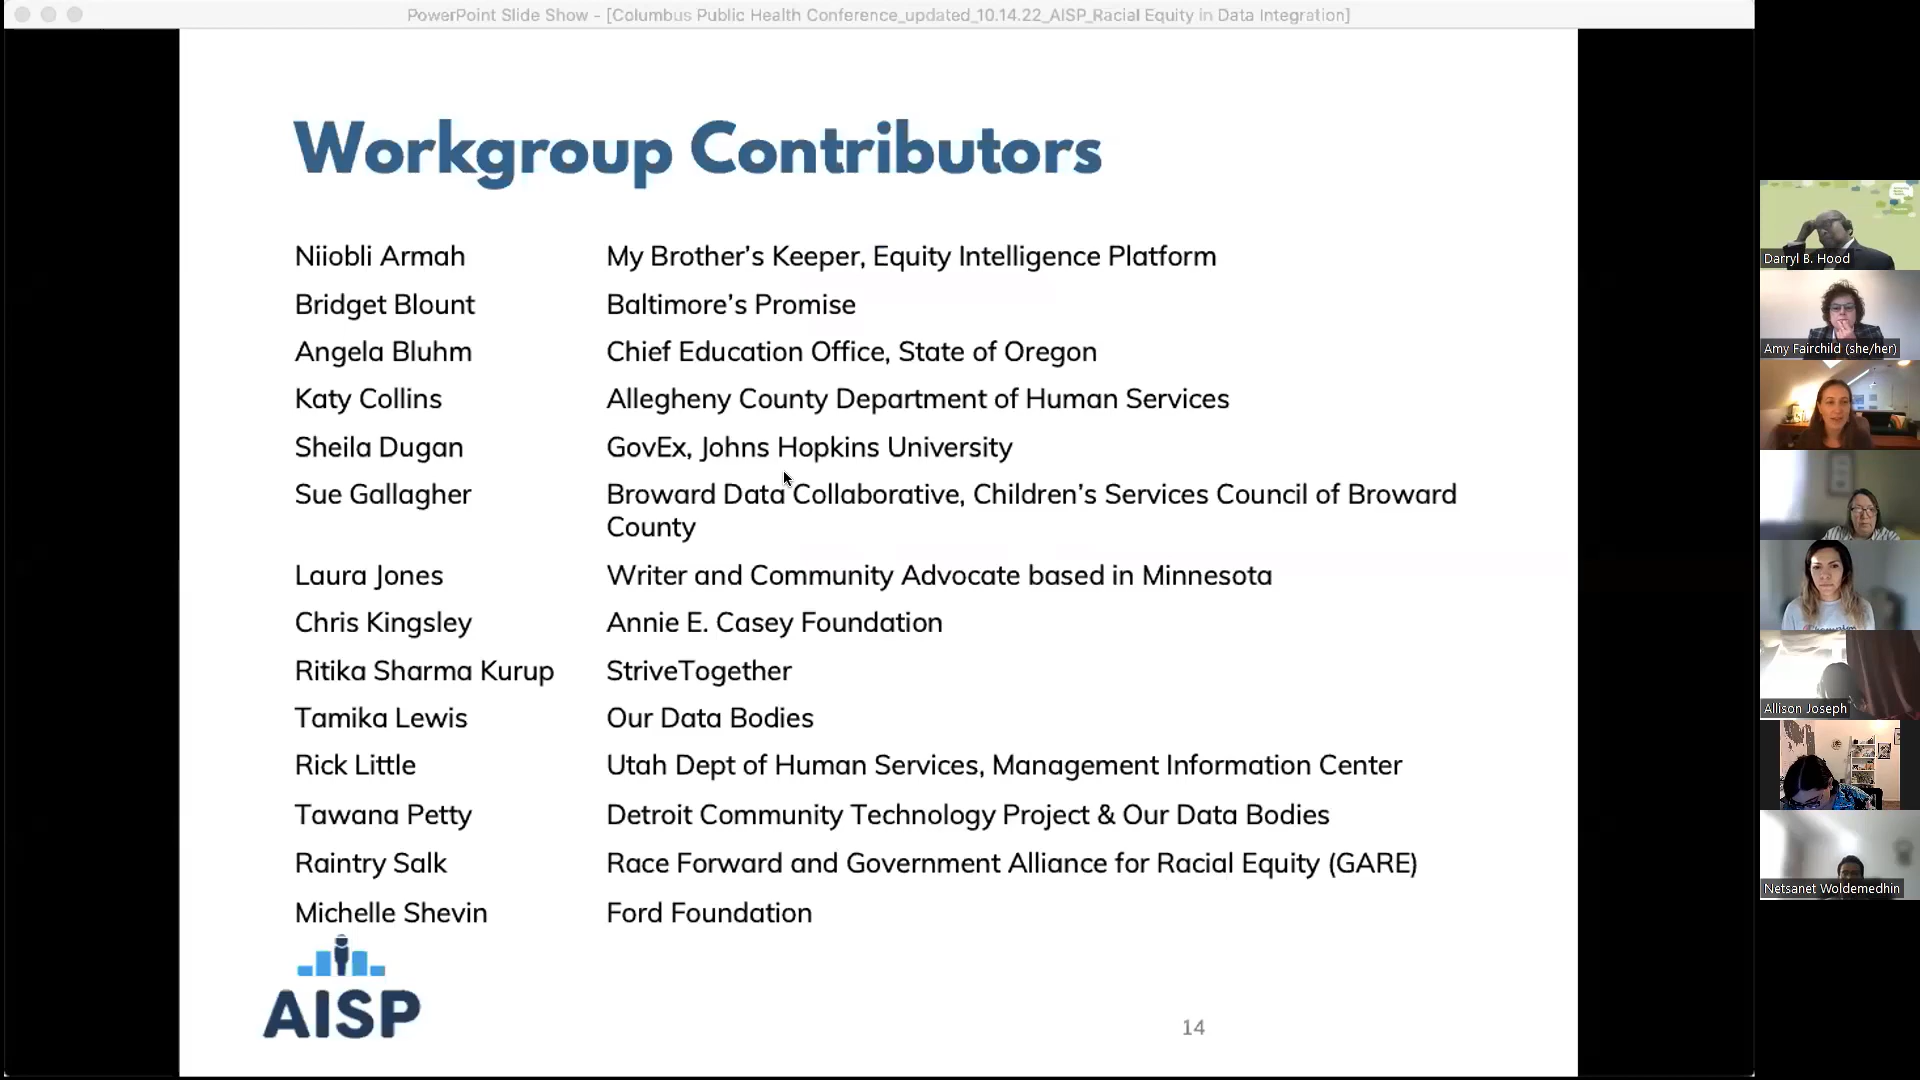 PowerPoint Slide Show - [Columbus Public Health Conference_updated_10.14.22_AISP_Racial Equity in Data Integration]
Workgroup Contributors
Niiobli Armah My Brother’s Keeper, Equity Intelligence Platform
Bridget Blount Baltimore’s Promise
Angela Bluhm Chief Education Office, State of Oregon
Katy Collins Allegheny County Department of Human Services
Sheila Dugan GovEx, Johns Hopkins University
Sue Gallagher Broward Data Collaborative, Children’s Services Council of Broward
County
Laura Jones Writer and Community Advocate based in Minnesota
Chris Kingsley Annie E. Casey Foundation
Ritika Sharma Kurup StriveTogether
Tamika Lewis Our Data Bodies
Rick Little Utah Dept of Human Services, Management Information Center
Tawana Petty Detroit Community Technology Project & Our Data Bodies
Raintry Salk Race Forward and Government Alliance for Racial Equity (GARE)
Michelle Shevin Ford Foundation
AISP
14
Darryl B. Hood
Amy Fairchild (she/her)
Allison Joseph
Netsanet Woldemedhin